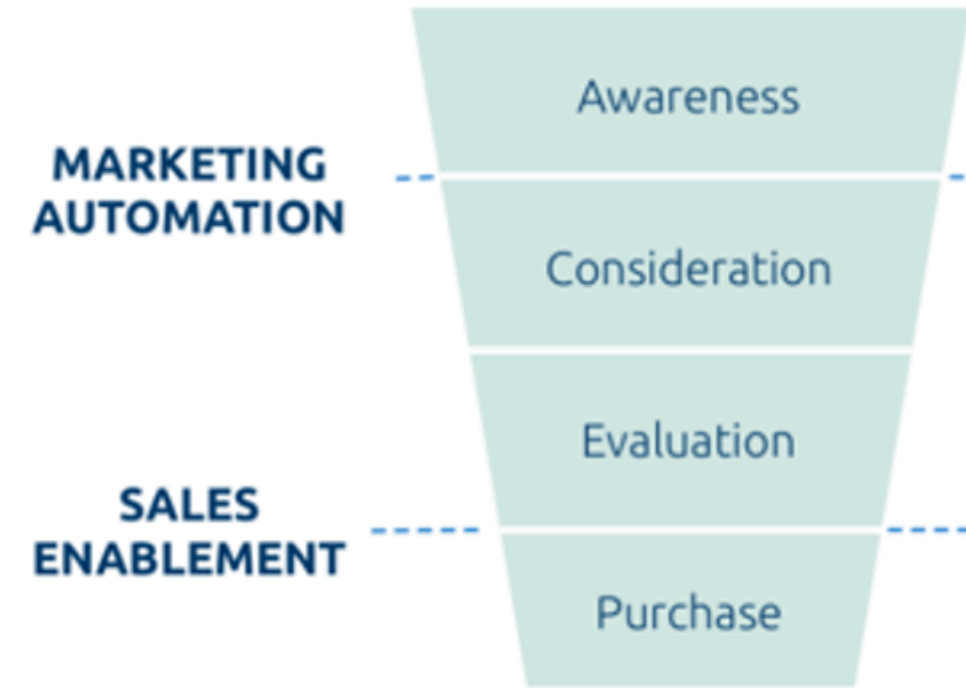 Awareness
MARKETING
AUTOMATION
Consideration
Evaluation
SALES
ENABLEMENT
Purchase